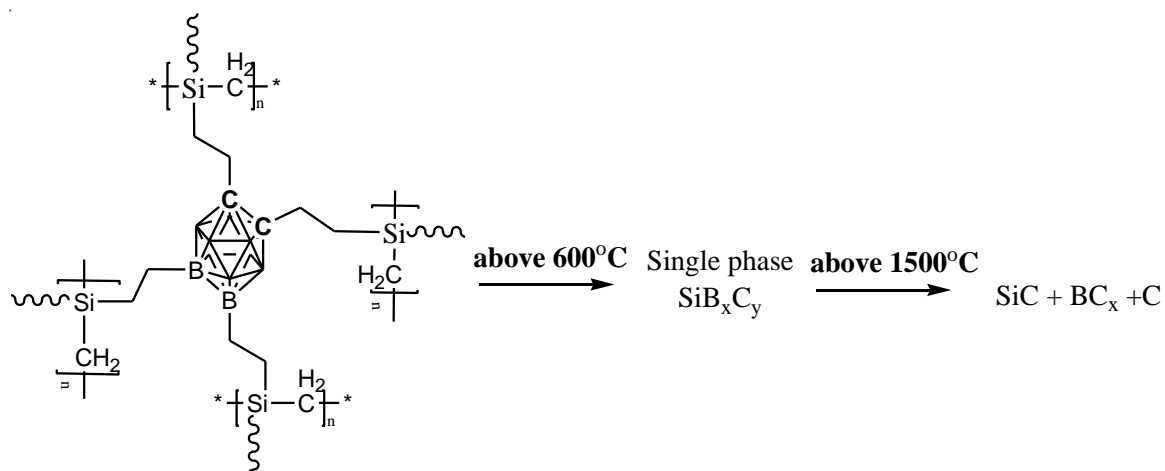 H2
* Si C *
n
C
C
Si
H2C
n
B
B
Si
CH2
n
H2
* Si C *
n
above 600°C
Single phase
SiBxCy
above 1500°C
SiC + BCx +C